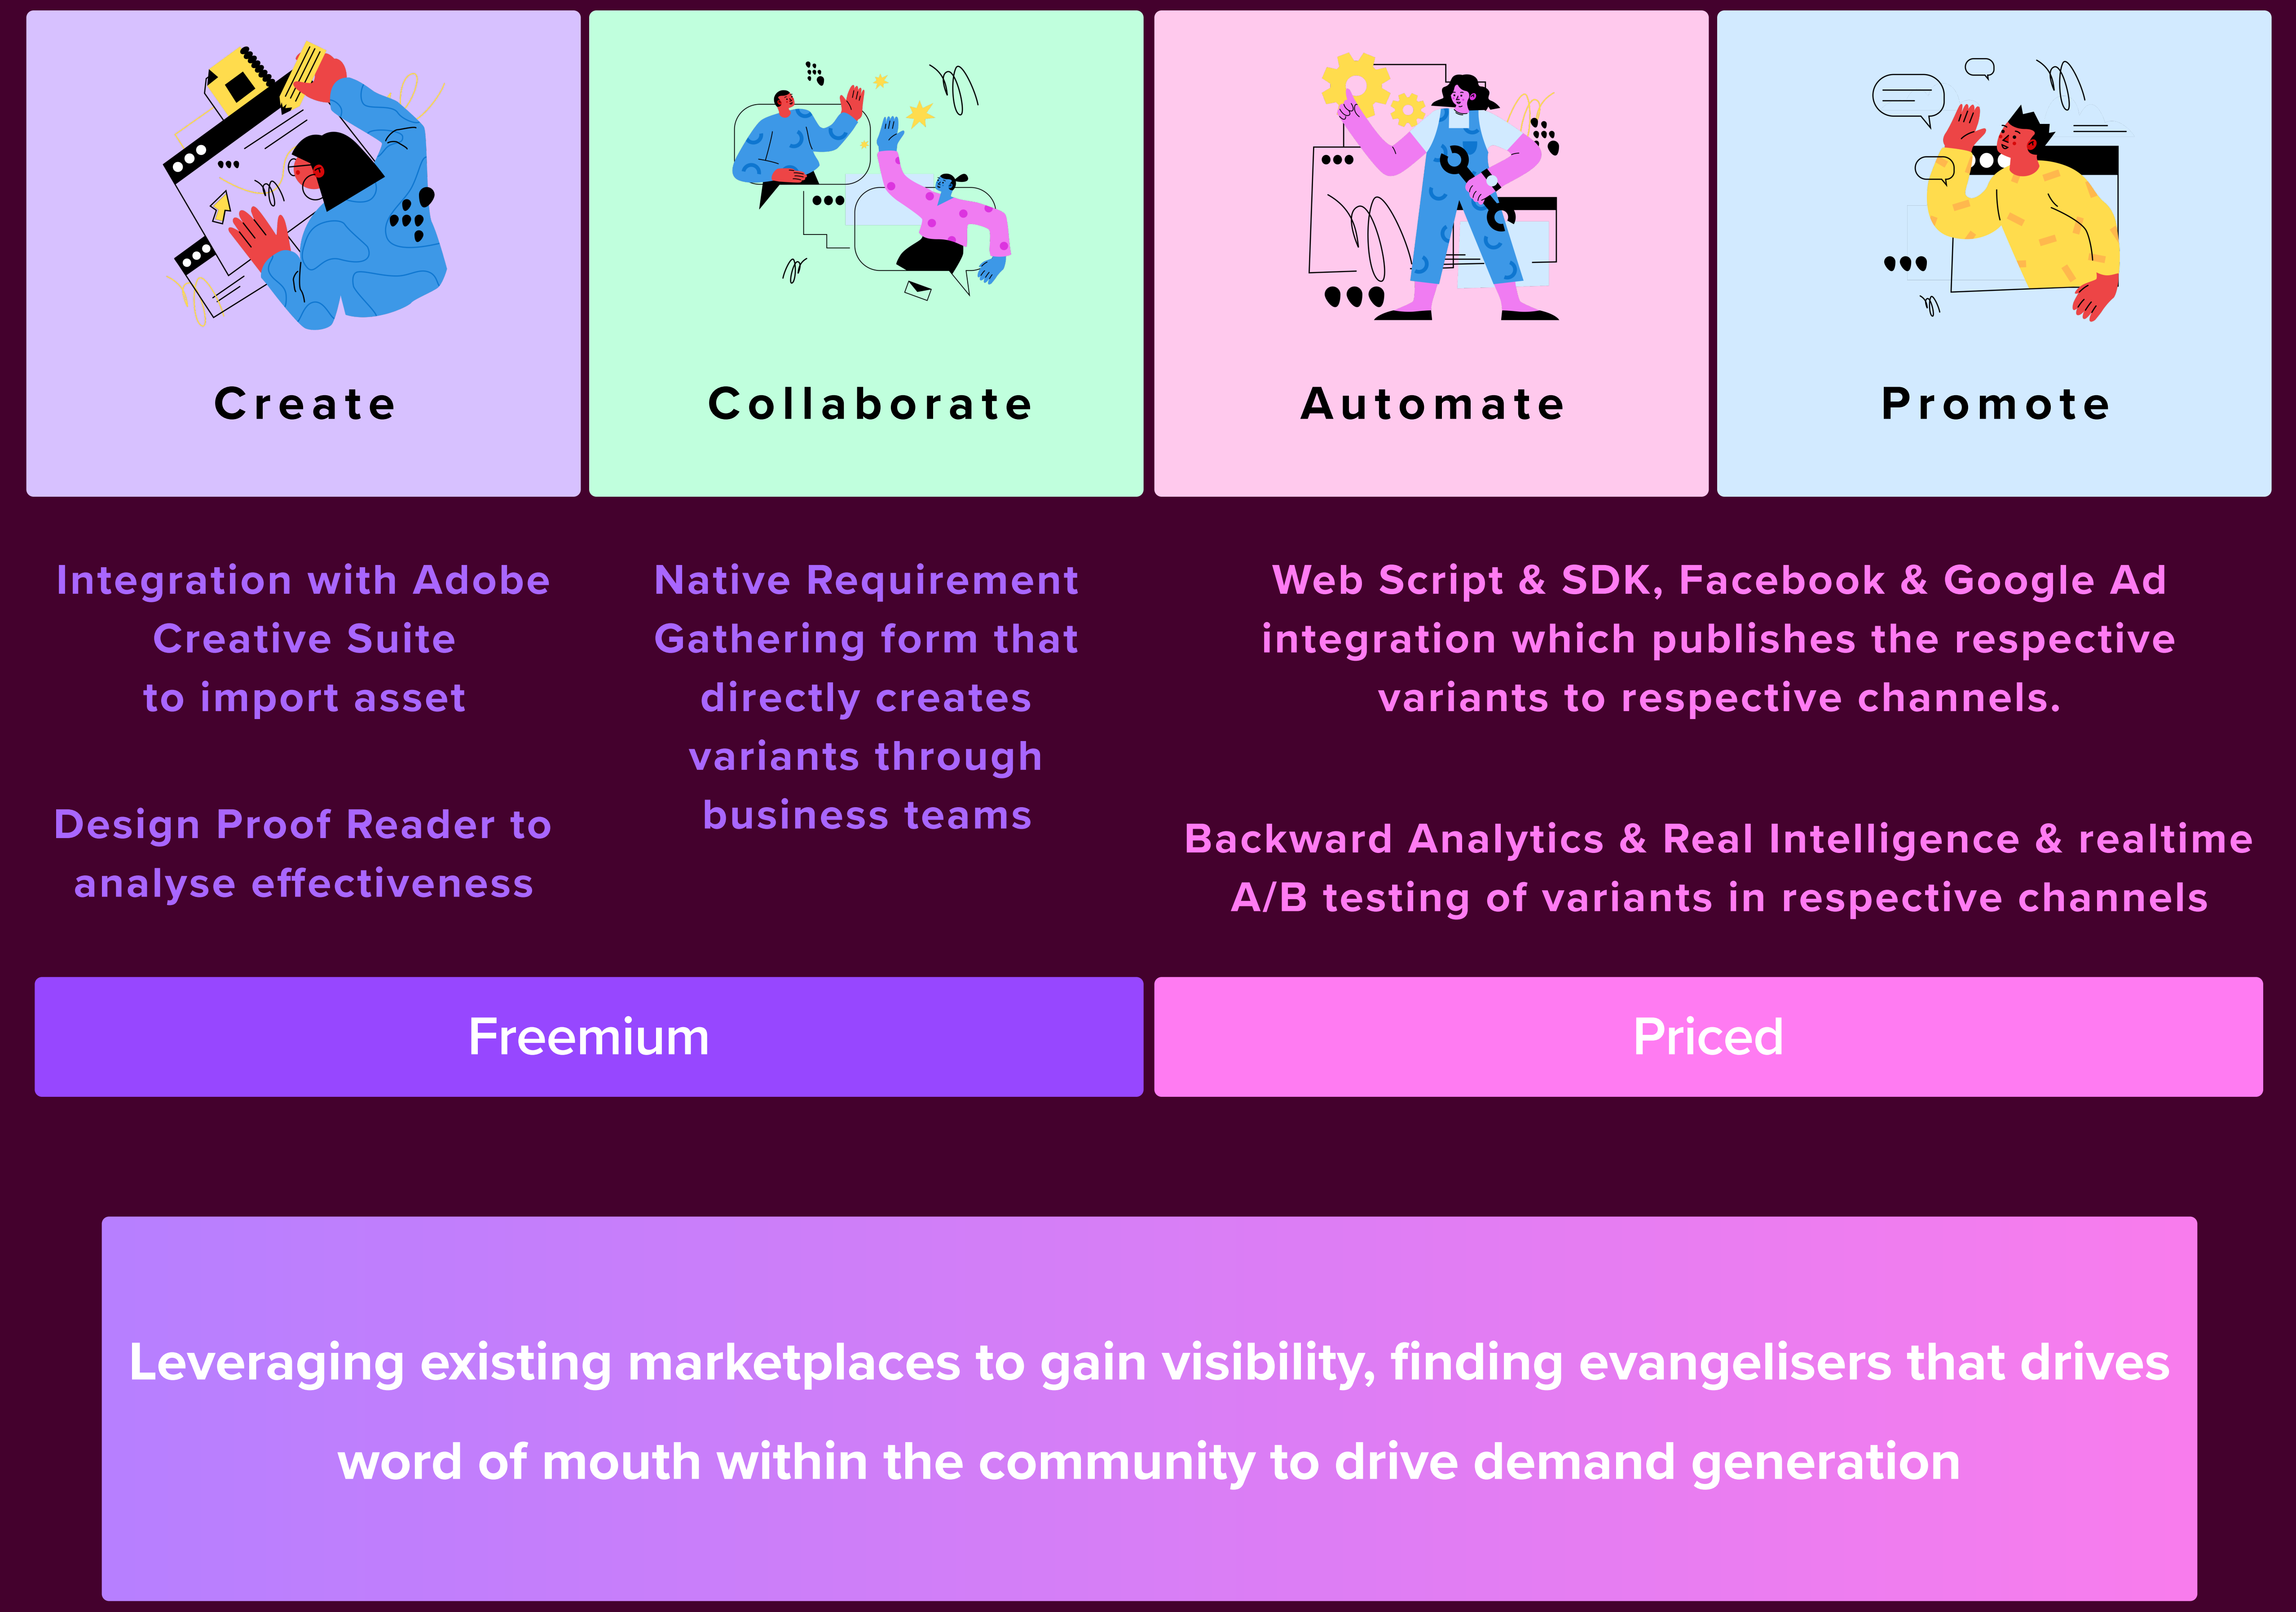 Create
Collaborate
Automate
Promote
Integration with Adobe
Creative Suite
to import asset
Design Proof Reader to
analyse effectiveness
Native Requirement
Gathering form that
directly creates
variants through
business teams
Web Script & SDK, Facebook & Google Ad
integration which publishes the respective
variants to respective channels.
Backward Analytics & Real Intelligence & realtime
A/B testing of variants in respective channels
Freemium
Priced
Leveraging existing marketplaces to gain visibility, finding evangelisers that drives
word of mouth within the community to drive demand generation